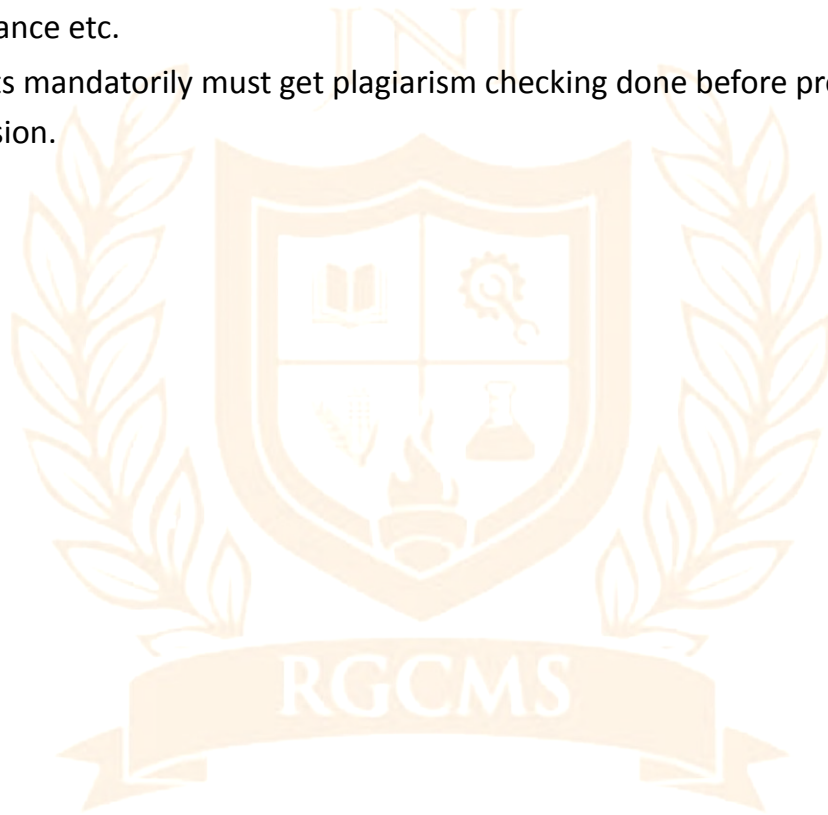 ance etc.
ts mandatorily must get plagiarism checking done before pr
sion.
RGCMS